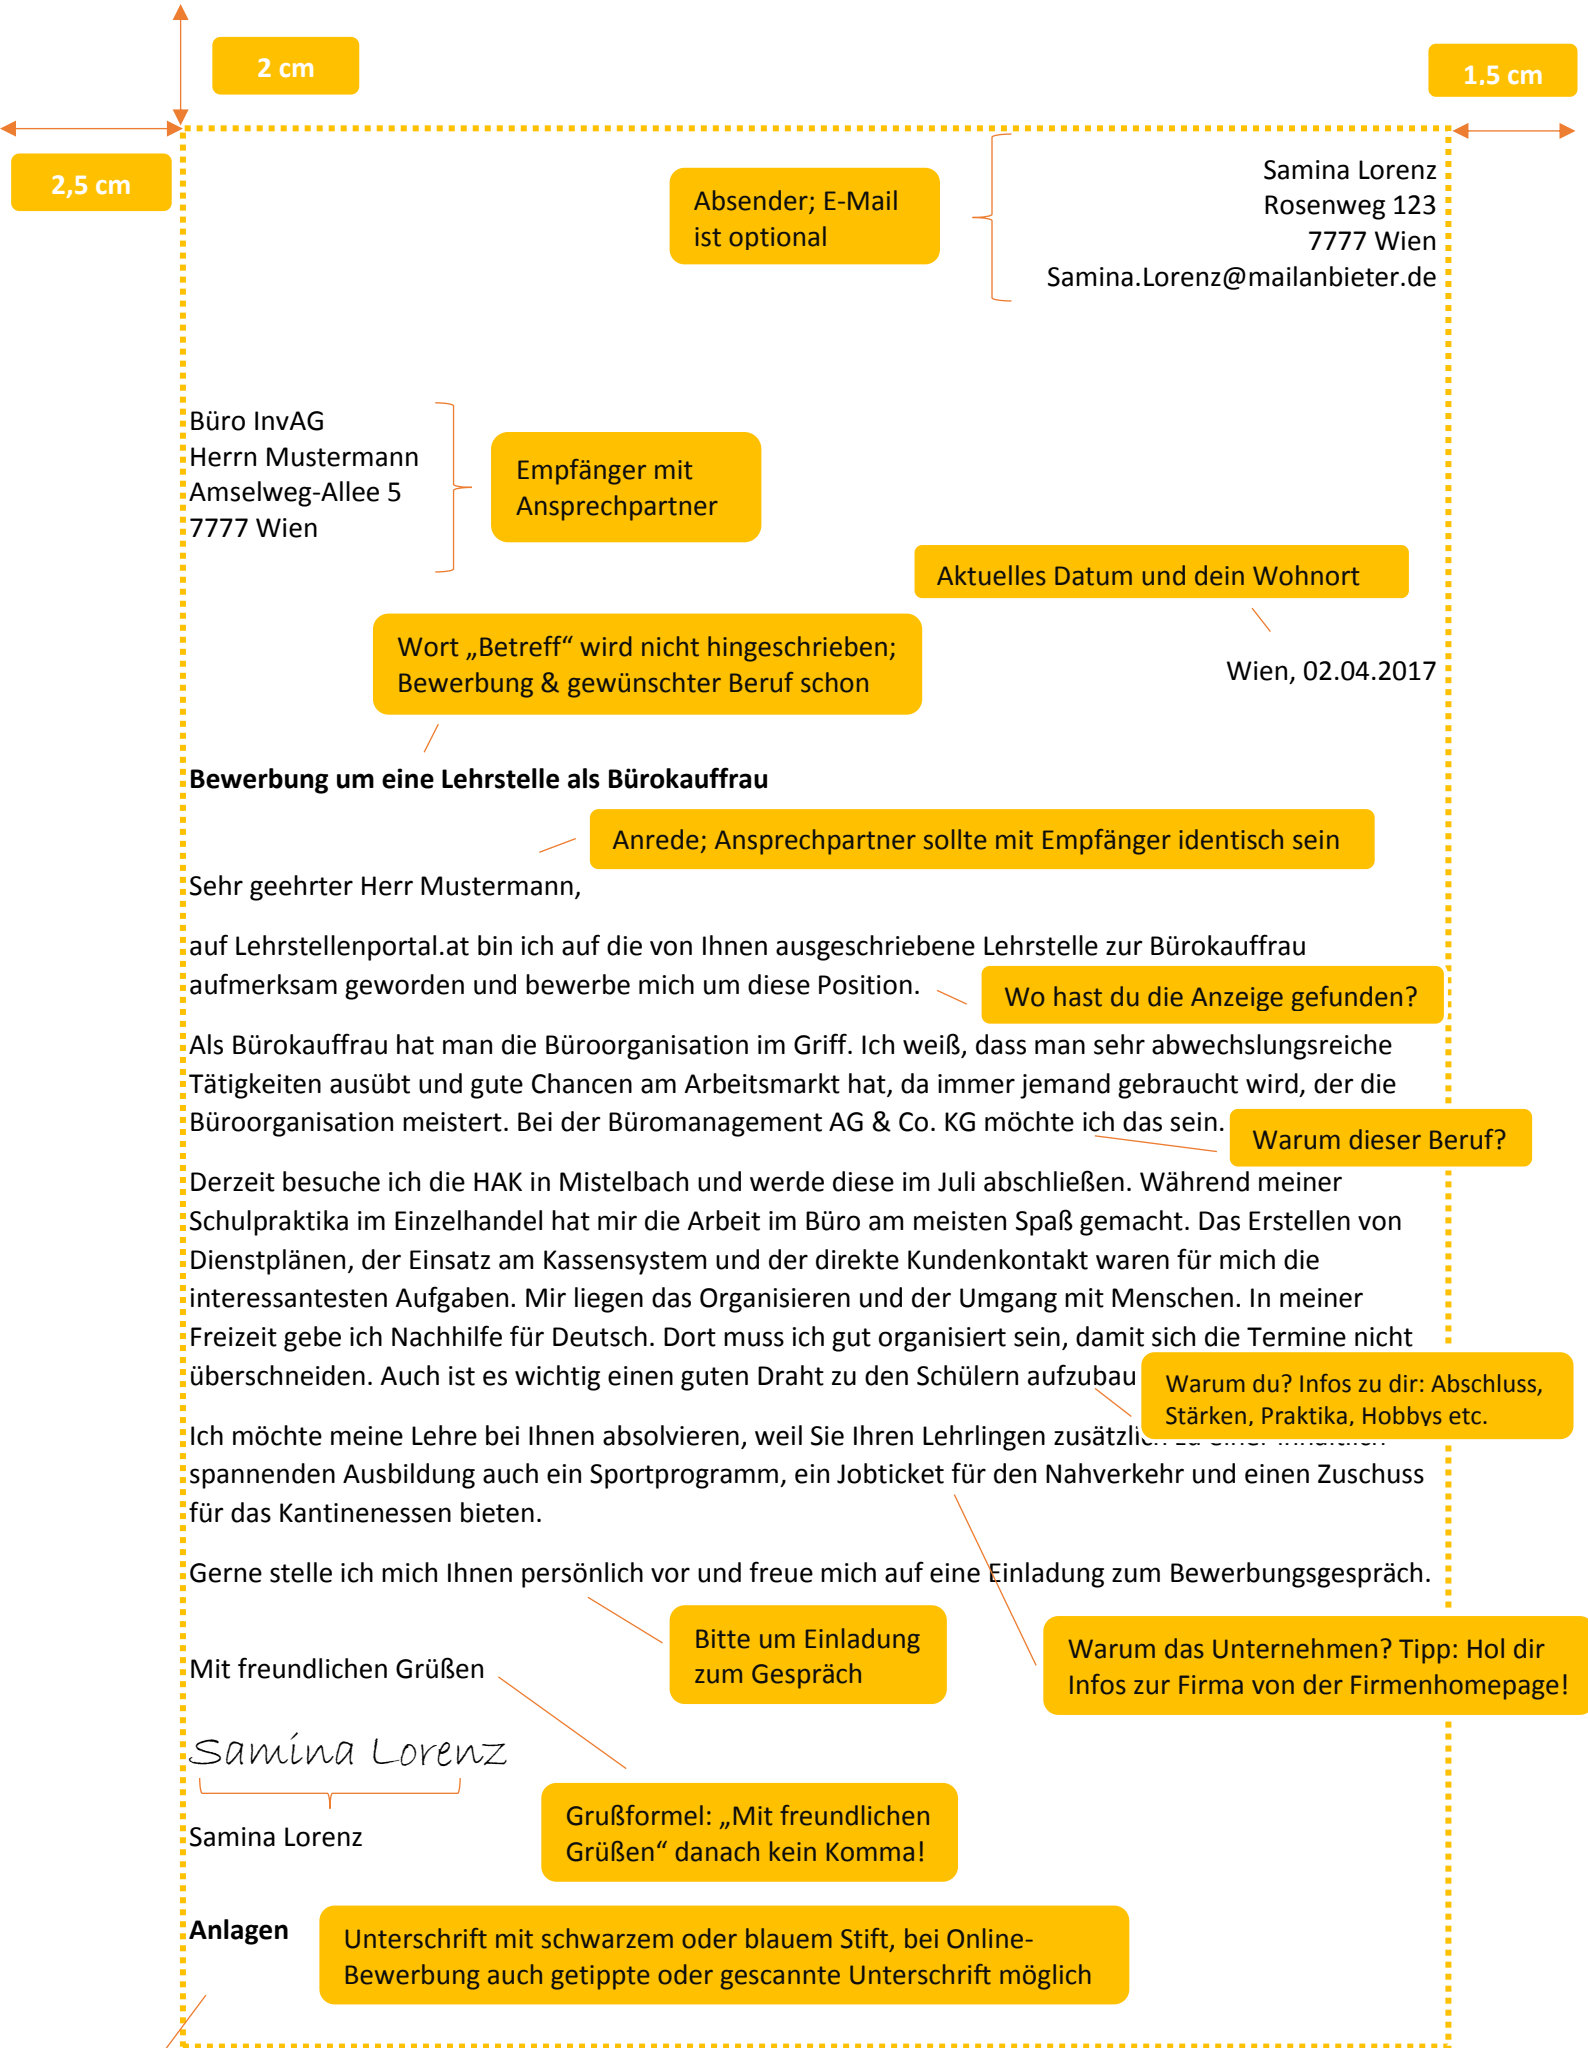 2 cm
1,5 cm
2,5 cm
Absender; E-Mail
ist optional
Samina Lorenz
Rosenweg 123
7777 Wien
Samina.Lorenz@mailanbieter.de
Büro InvAG
Herrn Mustermann
Amselweg-Allee 5
7777 Wien
Empfänger mit
Ansprechpartner
Aktuelles Datum und dein Wohnort
Wort „Betreff“ wird nicht hingeschrieben;
Bewerbung & gewünschter Beruf schon
Wien, 02.04.2017
Bewerbung um eine Lehrstelle als Bürokauffrau
Anrede; Ansprechpartner sollte mit Empfänger identisch sein
Sehr geehrter Herr Mustermann,
auf Lehrstellenportal.at bin ich auf die von Ihnen ausgeschriebene Lehrstelle zur Bürokauffrau
aufmerksam geworden und bewerbe mich um diese Position.
Wo hast du die Anzeige gefunden?
Als Bürokauffrau hat man die Büroorganisation im Griff. Ich weiß, dass man sehr abwechslungsreiche
Tätigkeiten ausübt und gute Chancen am Arbeitsmarkt hat, da immer jemand gebraucht wird, der die
Büroorganisation meistert. Bei der Büromanagement AG & Co. KG möchte ich das sein.
Warum dieser Beruf?
Derzeit besuche ich die HAK in Mistelbach und werde diese im Juli abschließen. Während meiner
Schulpraktika im Einzelhandel hat mir die Arbeit im Büro am meisten Spaß gemacht. Das Erstellen von
Dienstplänen, der Einsatz am Kassensystem und der direkte Kundenkontakt waren für mich die
interessantesten Aufgaben. Mir liegen das Organisieren und der Umgang mit Menschen. In meiner
Freizeit gebe ich Nachhilfe für Deutsch. Dort muss ich gut organisiert sein, damit sich die Termine nicht
überschneiden. Auch ist es wichtig einen guten Draht zu den Schülern aufzubau
Warum du? Infos zu dir: Abschluss,
Stärken, Praktika, Hobbys etc.
Ich möchte meine Lehre bei Ihnen absolvieren, weil Sie Ihren Lehrlingen zusätzlich zu einer inhaltlich
spannenden Ausbildung auch ein Sportprogramm, ein Jobticket für den Nahverkehr und einen Zuschuss
für das Kantinenessen bieten.
Gerne stelle ich mich Ihnen persönlich vor und freue mich auf eine Einladung zum Bewerbungsgespräch.
Bitte um Einladung
zum Gespräch
Warum das Unternehmen? Tipp: Hol dir
Infos zur Firma von der Firmenhomepage!
Mit freundlichen Grüßen
Samina Lorenz
Grußformel: „Mit freundlichen
Grüßen“ danach kein Komma!
Samina Lorenz
Anlagen
Unterschrift mit schwarzem oder blauem Stift, bei Online-
Bewerbung auch getippte oder gescannte Unterschrift möglich